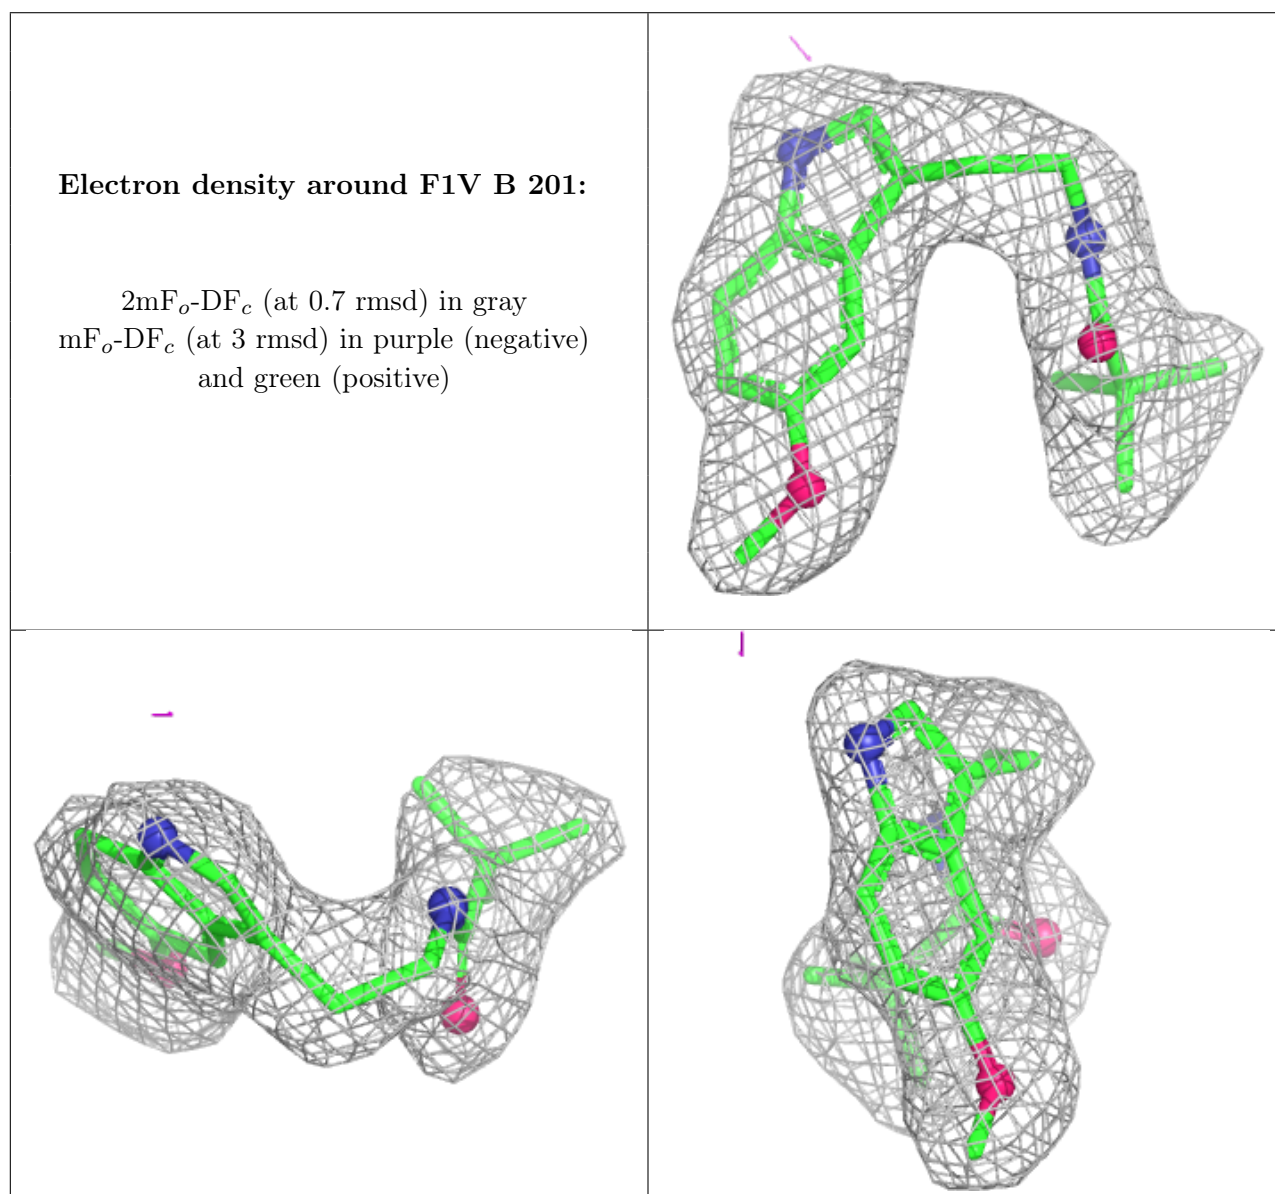 Electron density around F1V B 201:
2mFo-DFc (at 0.7 rmsd) in gray
mFo-DFc (at 3 rmsd) in purple (negative)
and green (positive)